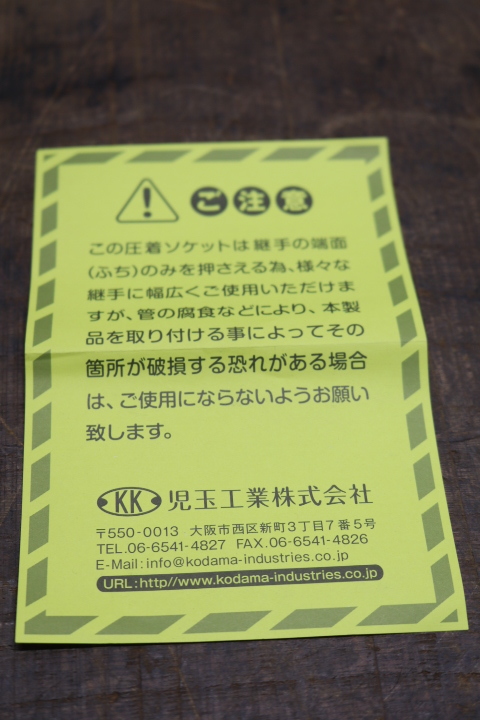 ご注意
この圧着ソケットは継手の端面
(ふち)のみを押さえる為、様々な
継手に幅広くご使用いただけま
すが、管の腐食などにより、本製
品を取り付ける事によってその
箇所が破損する恐れがある場合
は、ご使用にならないようお願い
致します。
KK 児玉工業株式会社
〒550-0013 大阪市西区新町3丁目7番5号
TEL.06-6541-4827 FAX.06-6541-4826
E-Mail:info@kodama-industries.co.jp
URL:http//www.kodama-industries.co.jp